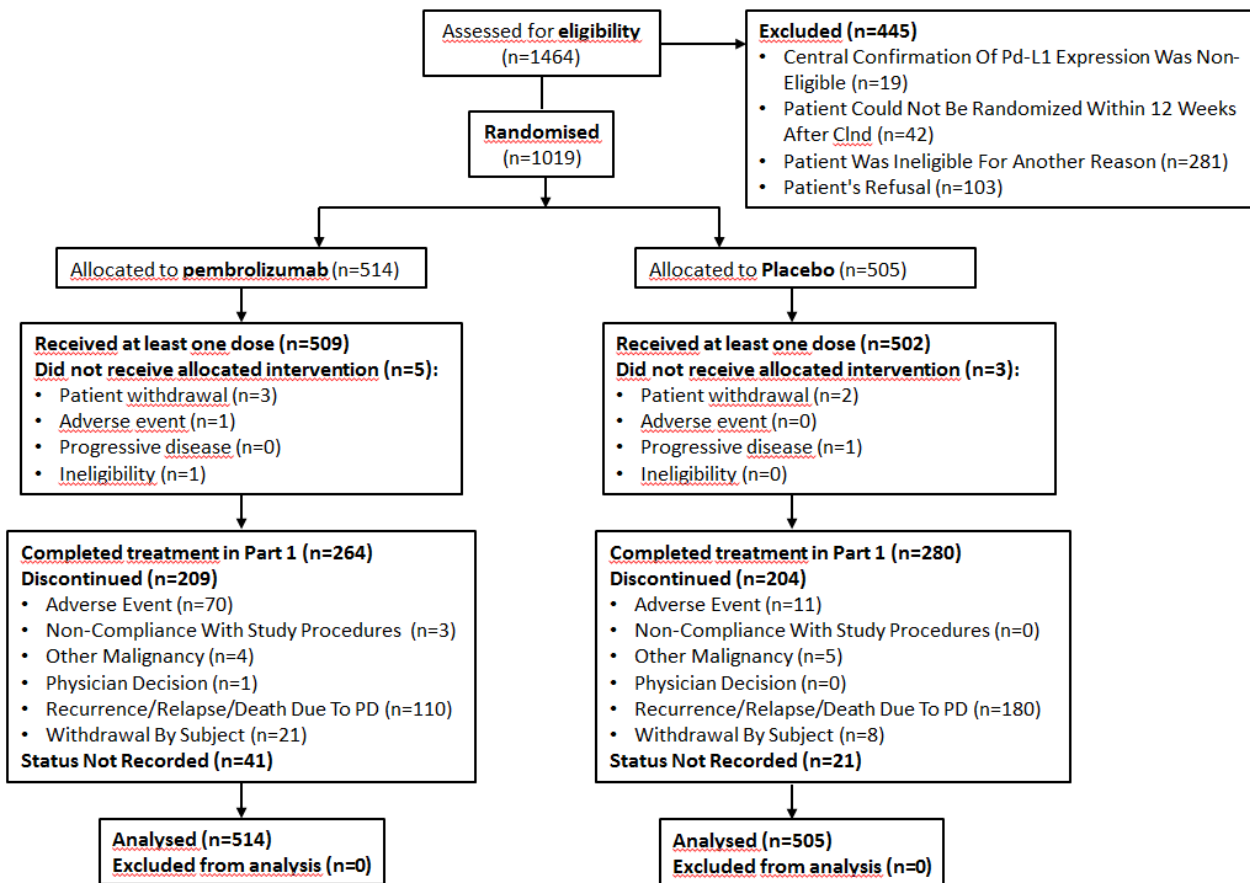 Assessed for eligibility
(n=1464)
Excluded (n=445)
• Central Confirmation Of Pd-L1 Expression Was Non-
Eligible (n=19)
• Patient Could Not Be Randomized Within 12 Weeks
After Clnd (n=42)
• Patient Was Ineligible For Another Reason (n=281)
• Patient's Refusal (n=103)
Randomised
(n=1019)
Allocated to pembrolizumab (n=514)
Allocated to Placebo (n=505)
Received at least one dose (n=509)
Did not receive allocated intervention (n=5):
• Patient withdrawal (n=3)
• Adverse event (n=1)
• Progressive disease (n=0)
• Ineligibility (n=1)
Received at least one dose (n=502)
Did not receive allocated intervention (n=3):
• Patient withdrawal (n=2)
• Adverse event (n=0)
• Progressive disease (n=1)
• Ineligibility (n=0)
Completed treatment in Part 1 (n=264)
Discontinued (n=209)
• Adverse Event (n=70)
• Non-Compliance With Study Procedures (n=3)
• Other Malignancy (n=4)
• Physician Decision (n=1)
• Recurrence/Relapse/Death Due To PD (n=110)
• Withdrawal By Subject (n=21)
Status Not Recorded (n=41)
Completed treatment in Part 1 (n=280)
Discontinued (n=204)
• Adverse Event (n=11)
• Non-Compliance With Study Procedures (n=0)
• Other Malignancy (n=5)
• Physician Decision (n=0)
• Recurrence/Relapse/Death Due To PD (n=180)
• Withdrawal By Subject (n=8)
Status Not Recorded (n=21)
Analysed (n=514)
Excluded from analysis (n=0)
Analysed (n=505)
Excluded from analysis (n=0)